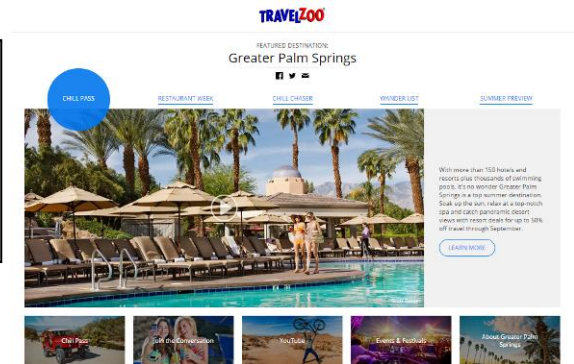 TRAVELZOO
FEATURED DESTINATION:
Greater Palm Springs
CHILL PASS
RESTAURANT WEEK
CHILL CHASER
WANDER LIST
SUMMER PREVIEW
With more than 150 hotels and
resorts plus thousands of swimming
pools, it's no wonder Greater Palm
Springs is a top summer destination.
Soak up the sun, relax at a top-notch
spa and catch panoramic desert
views with resort deals for up to 50%
off travel through September.
LEARN MORE
Chill Pass
Join the Conversation
YouTube
Events & Festivals
About Greater Palm
Springs